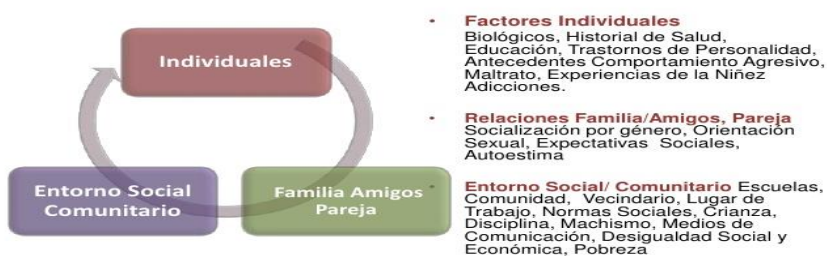 Individuales
Entorno Social
Comunitario
Familia Amigos
Pareja
• Factores Individuales
Biológicos, Historial de Salud,
Educación, Trastornos de Personalidad,
Antecedentes Comportamiento Agresivo,
Maltrato, Experiencias de la Niñez
Adicciones.
• Relaciones Familia/Amigos, Pareja
Socialización por género, Orientación
Sexual, Expectativas Sociales,
Autoestima
• Entorno Social/ Comunitario Escuelas,
Comunidad, Vecindario, Lugar de
Trabajo, Normas Sociales, Crianza,
Disciplina, Machismo, Medios de
Comunicación, Desigualdad Social y
Económica, Pobreza